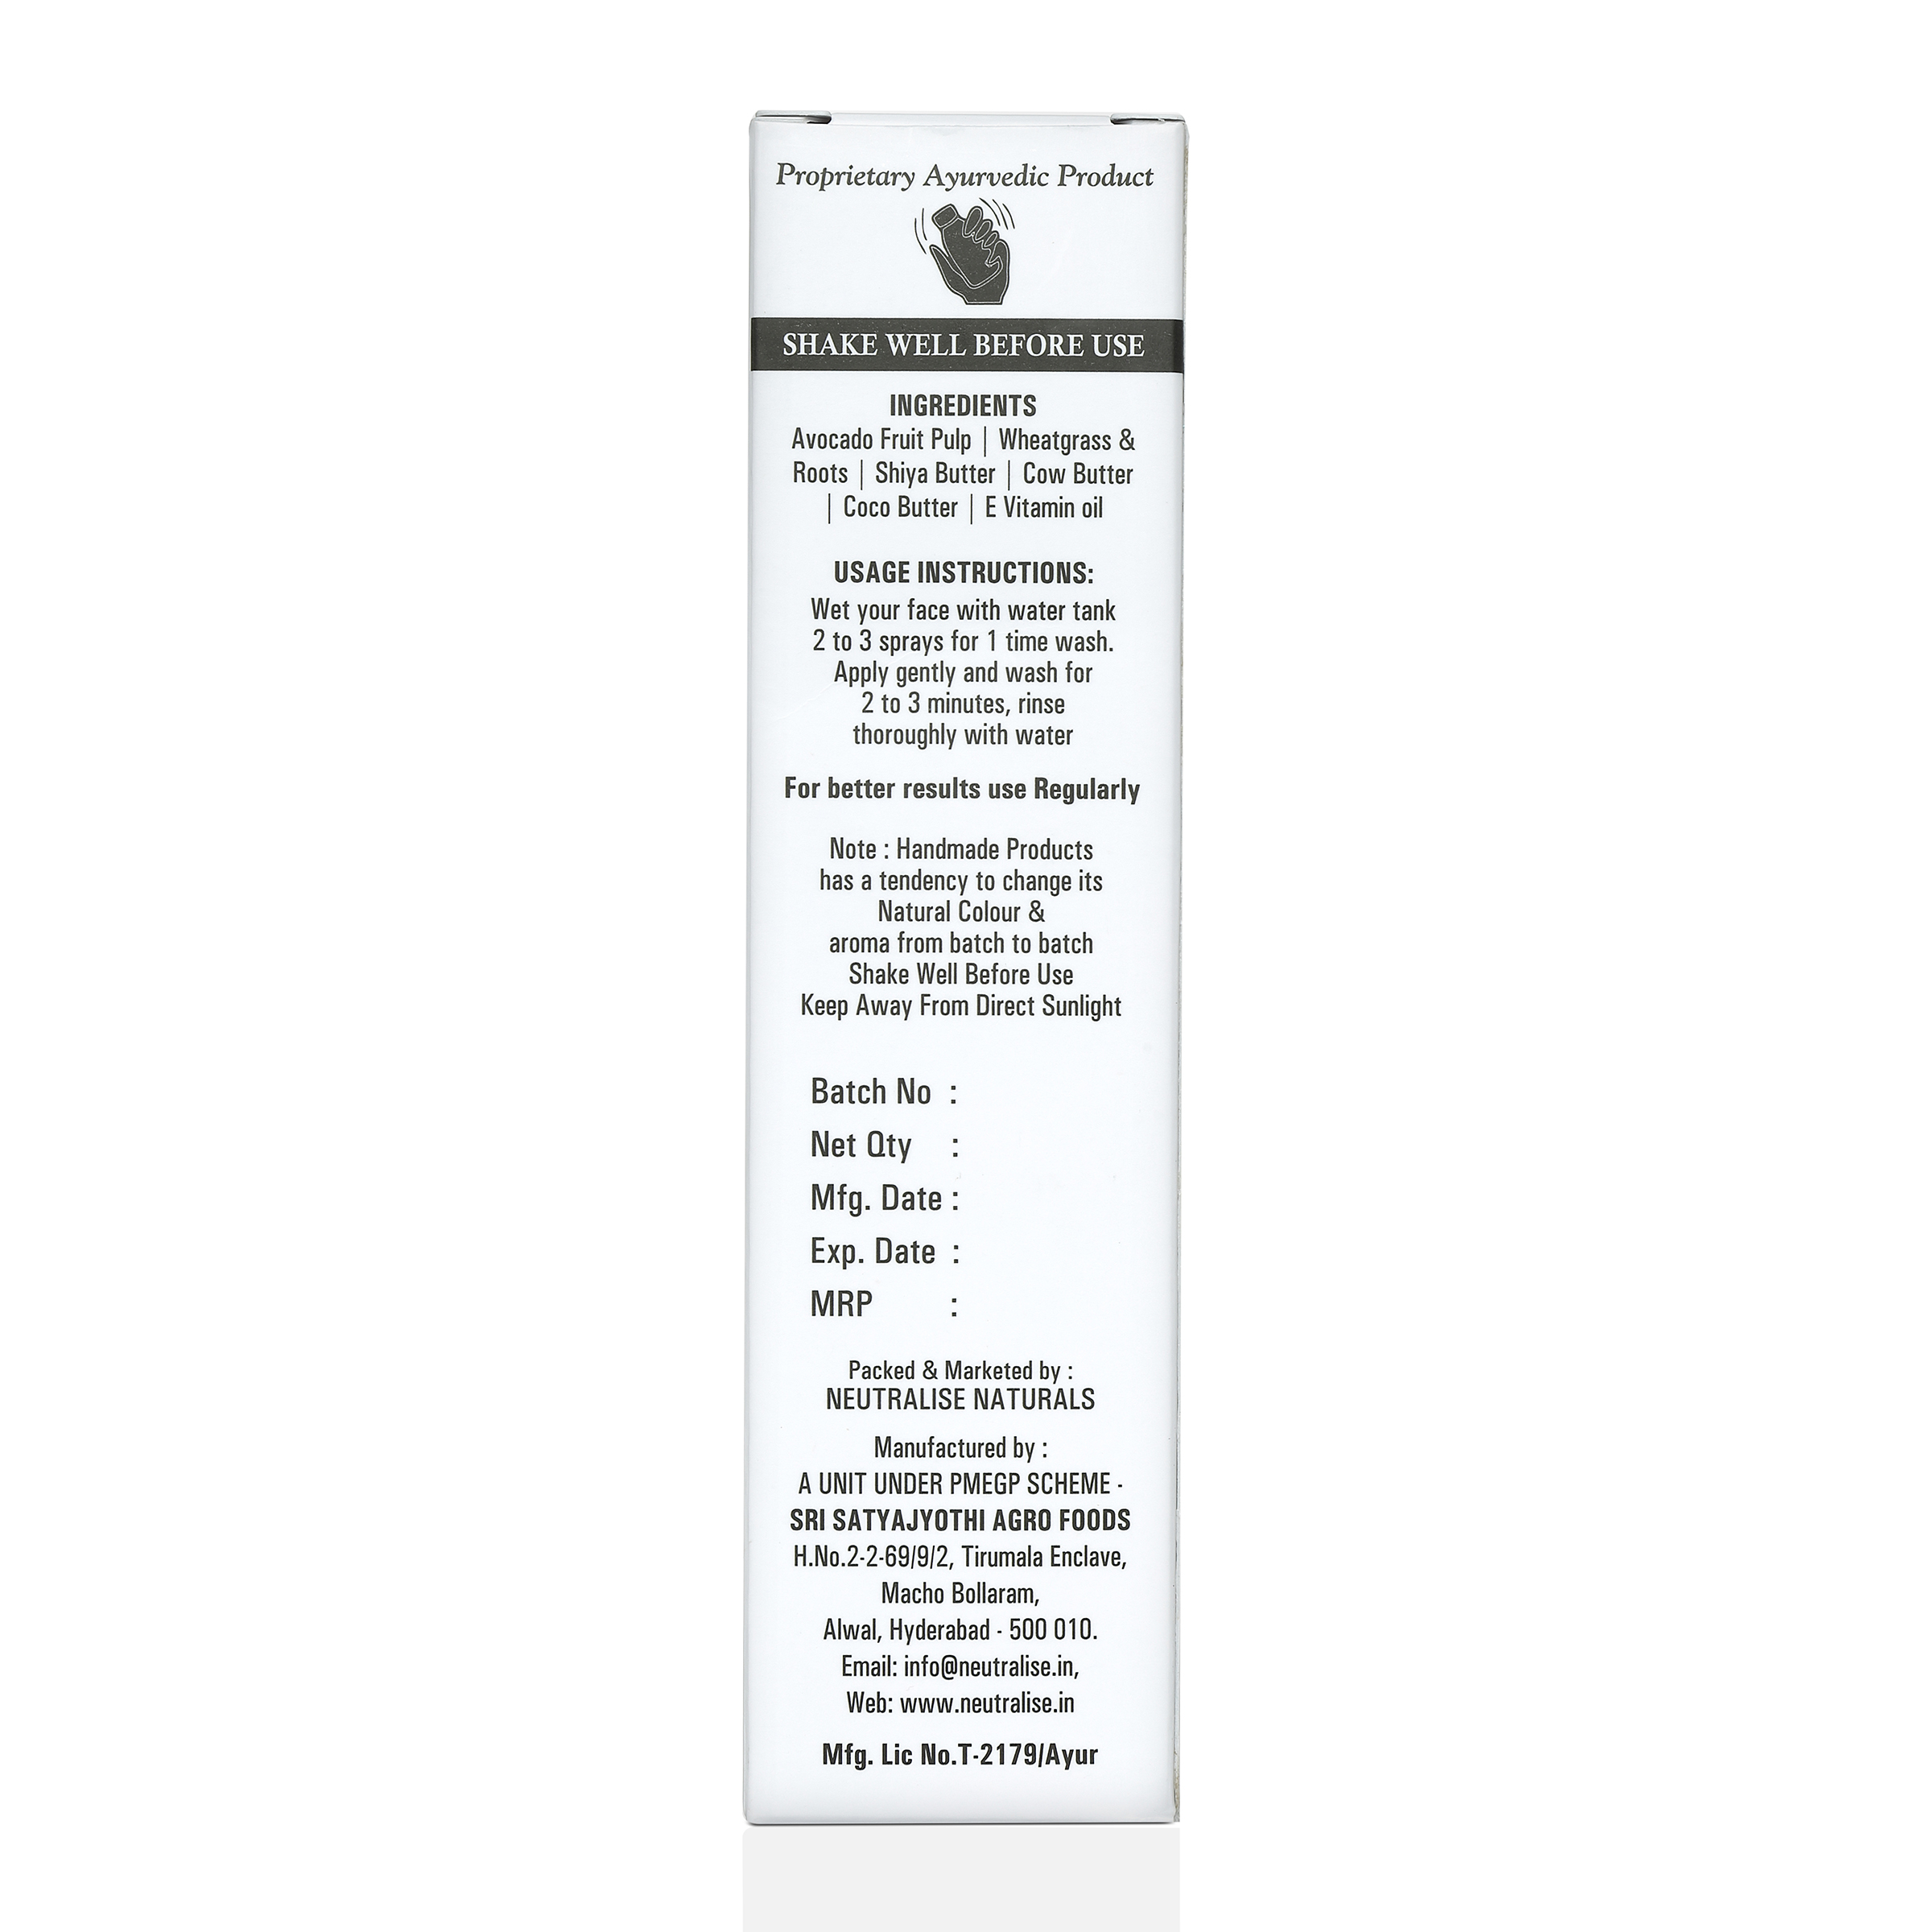 Proprietary Ayurvedic Product
SHAKE WELL BEFORE USE
INGREDIENTS
Avocado Fruit Pulp | Wheatgrass &
Roots | Shiya Butter | Cow Butter
| Coco Butter | E Vitamin oil
USAGE INSTRUCTIONS:
Wet your face with water tank
2 to 3 sprays for 1 time wash.
Apply gently and wash for
2 to 3 minutes, rinse
thoroughly with water
For better results use Regularly
Note : Handmade Products
has a tendency to change its
Natural Colour &
aroma from batch to batch
Shake Well Before Use
Keep Away From Direct Sunlight
Batch No :
Net Qty :
Mfg. Date :
Exp. Date :
MRP :
Packed & Marketed by :
NEUTRALISE NATURALS
Manufactured by :
A UNIT UNDER PMEGP SCHEME -
SRI SATYAJYOTHI AGRO FOODS
H.No.2-2-69/9/2, Tirumala Enclave,
Macho Bollaram,
Alwal, Hyderabad - 500 010.
Email: info@neutralise.in,
Web: www.neutralise.in
Mfg. Lic No.T-2179/Ayur